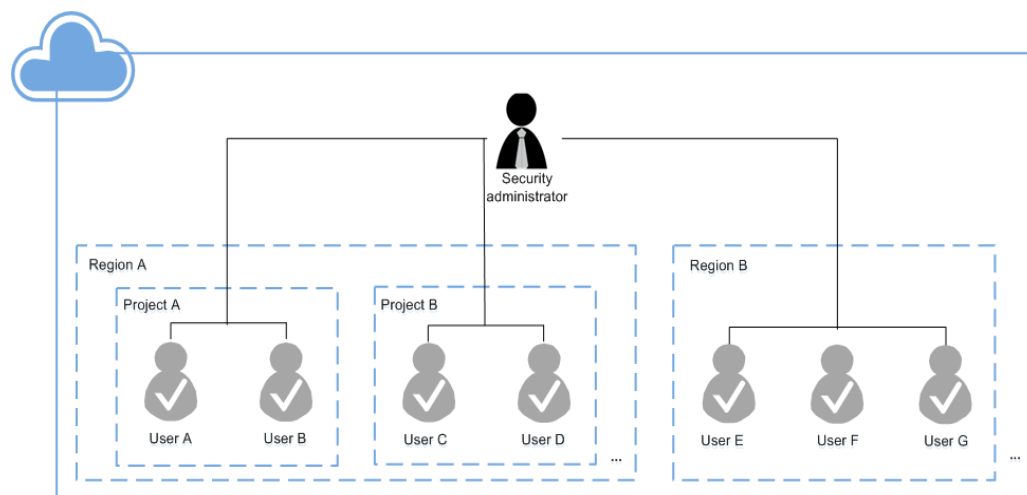 Security
administrator
Region A
Region B
Project A
Project B
User A
User B
User C
User D
User E
User F
User G
...
...